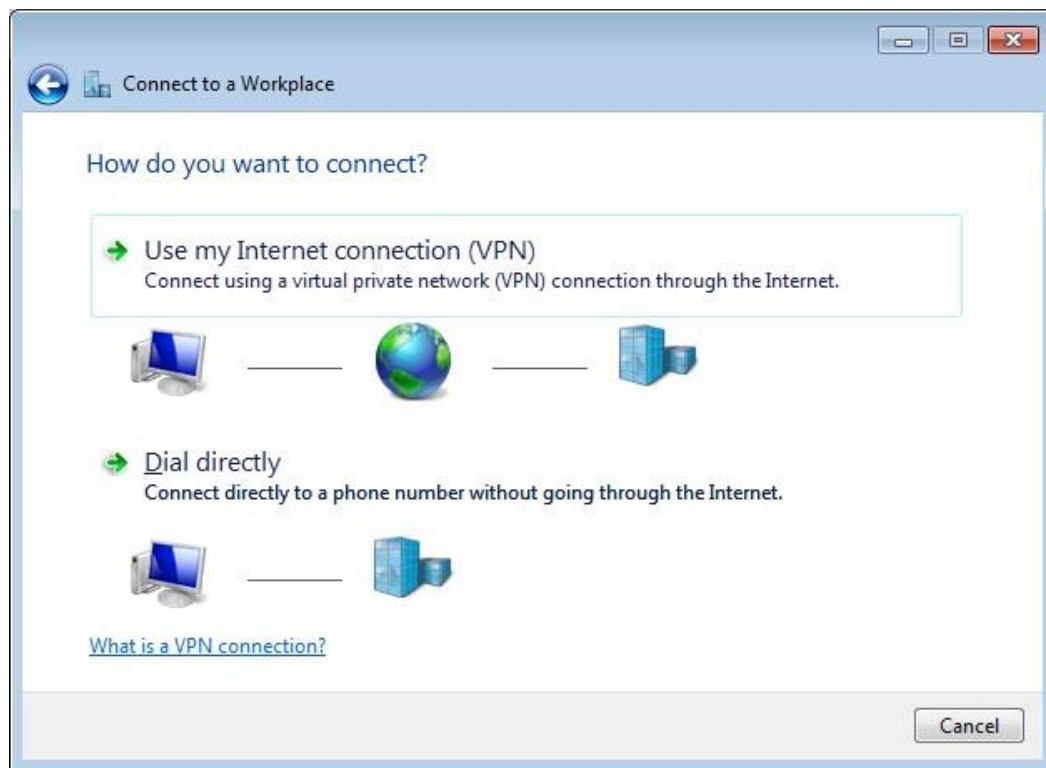 Connect to a Workplace
How do you want to connect?
Use my Internet connection (VPN)
Connect using a virtual private network (VPN) connection through the Internet.
Dial directly
Connect directly to a phone number without going through the Internet.
What is a VPN connection?
Cancel